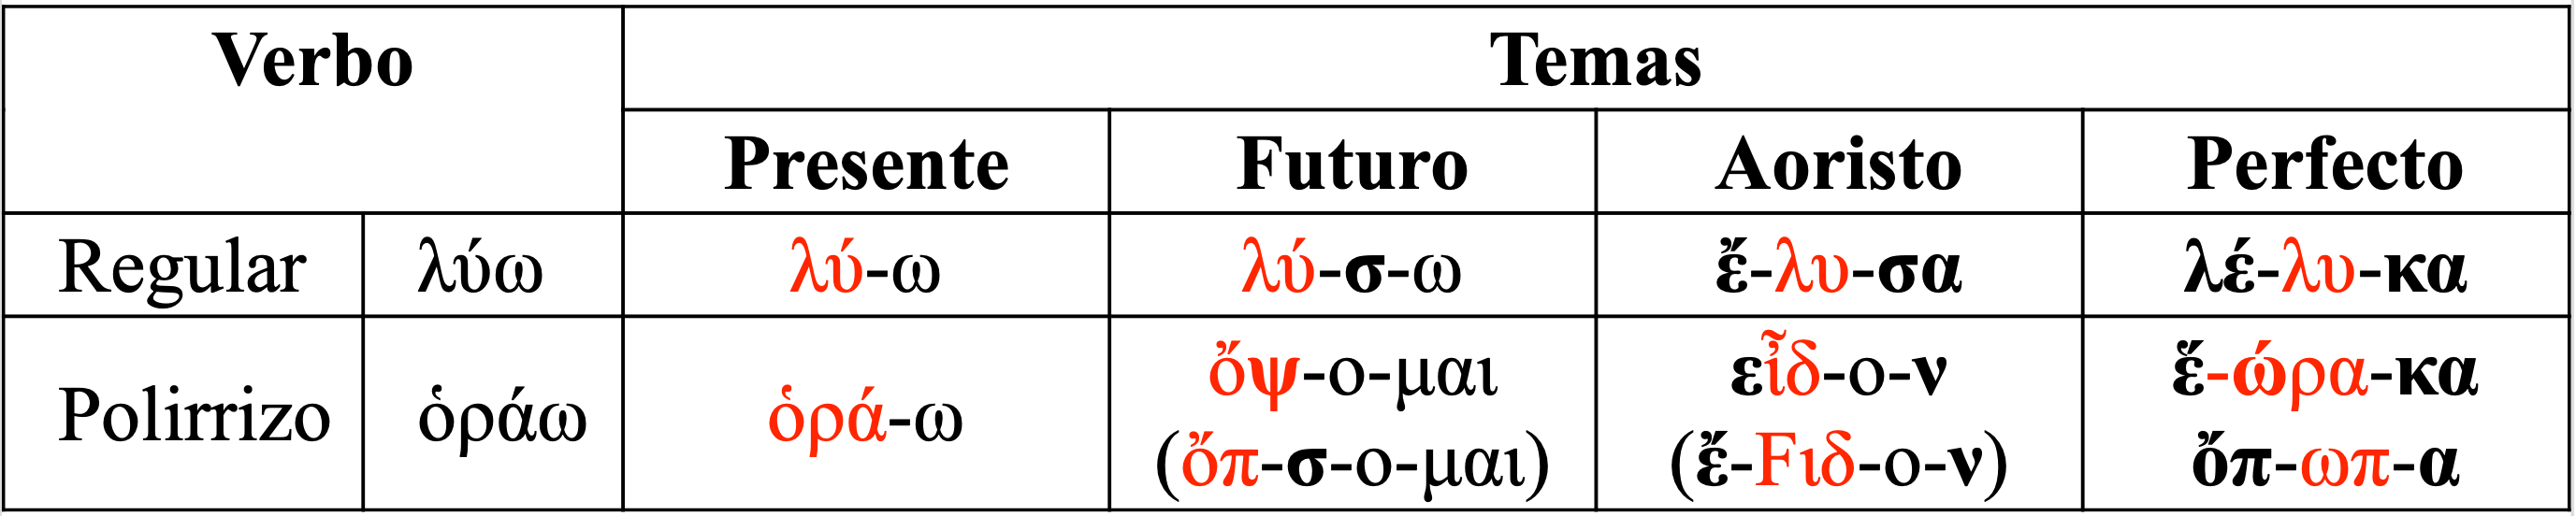 Verbo Temas
Presente Futuro Aoristo Perfecto
Regular λύω λύ-ω λύ-σ-ω ἔ-λυ-σα λέ-λυ-κα
Polirrizo ὁράω ὁρά-ω ὄψ-ο-μαι εἶδ-ο-ν ἕ-ώρα-κα
(ὄπ-σ-ο-μαι) (ἔ-Fιδ-ο-ν) ὄπ-ωπ-α